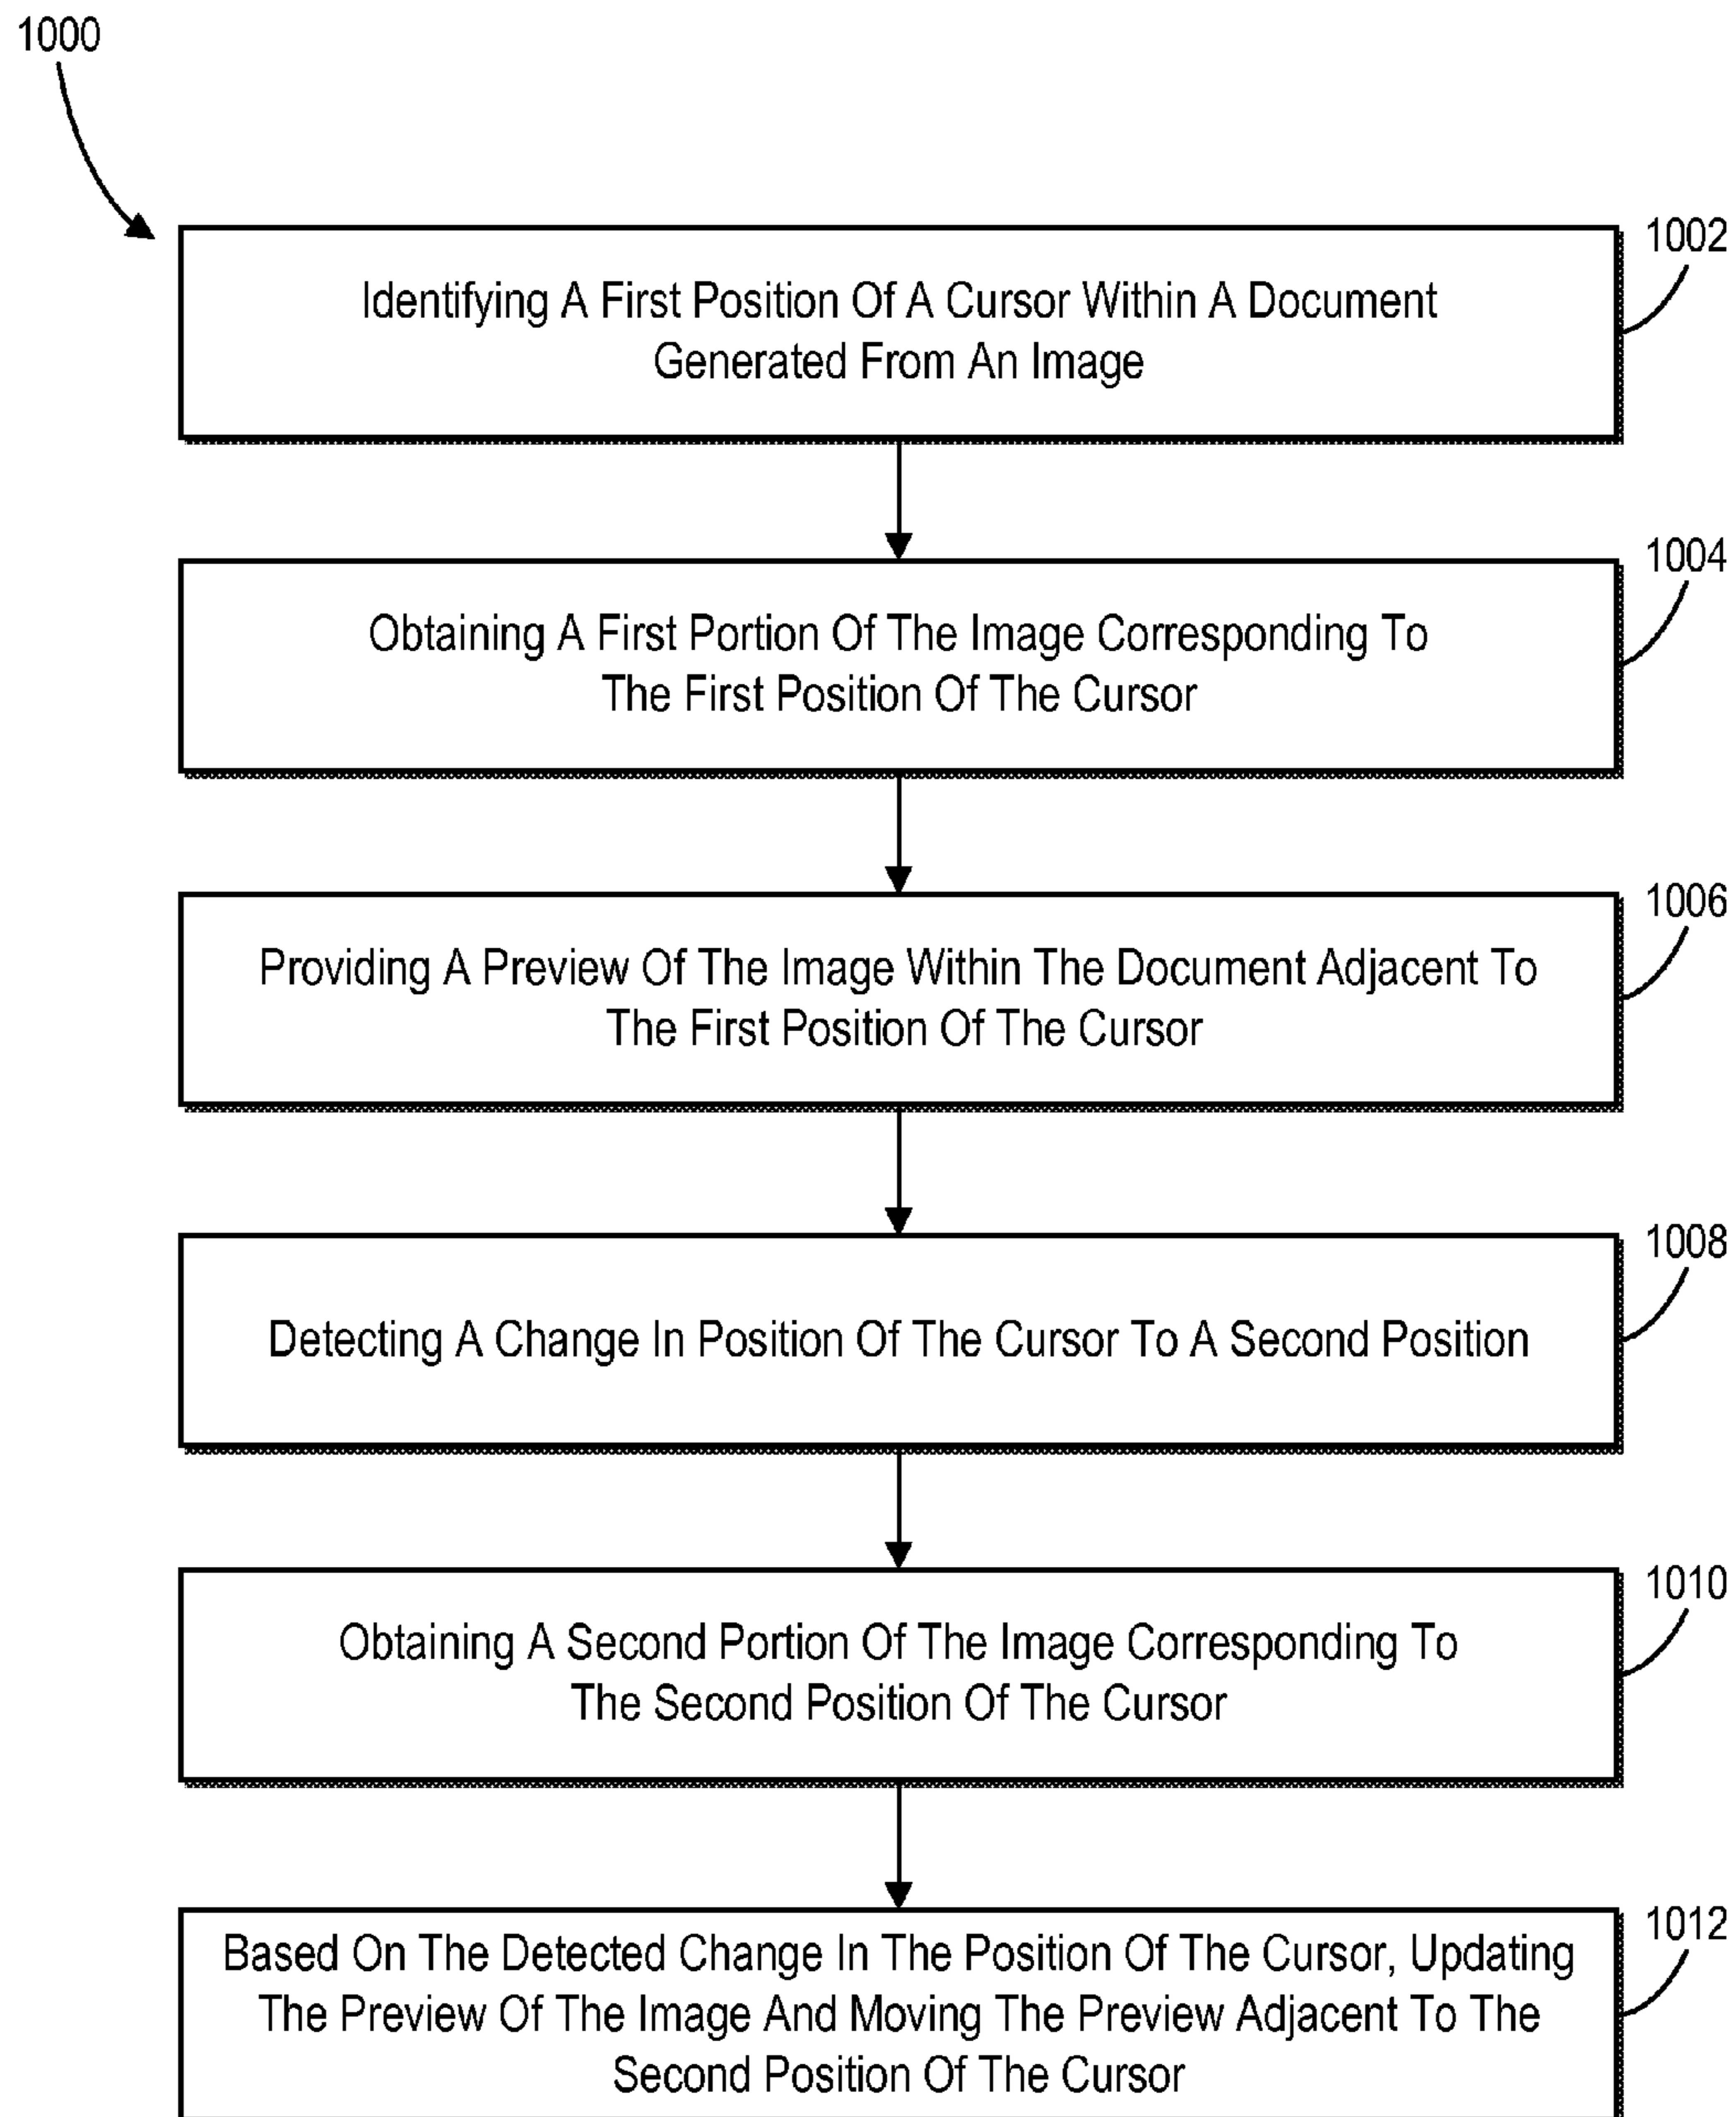 1000
1002
Identifying A First Position Of A Cursor Within A Document
Generated From An Image
1004
Obtaining A First Portion Of The Image Corresponding To
The First Position Of The Cursor
1006
Providing A Preview Of The Image Within The Document Adjacent To
The First Position Of The Cursor
1008
Detecting A Change In Position Of The Cursor To A Second Position
1010
Obtaining A Second Portion Of The Image Corresponding To
The Second Position Of The Cursor
1012
Based On The Detected Change In The Position Of The Cursor, Updating
The Preview Of The Image And Moving The Preview Adjacent To The
Second Position Of The Cursor